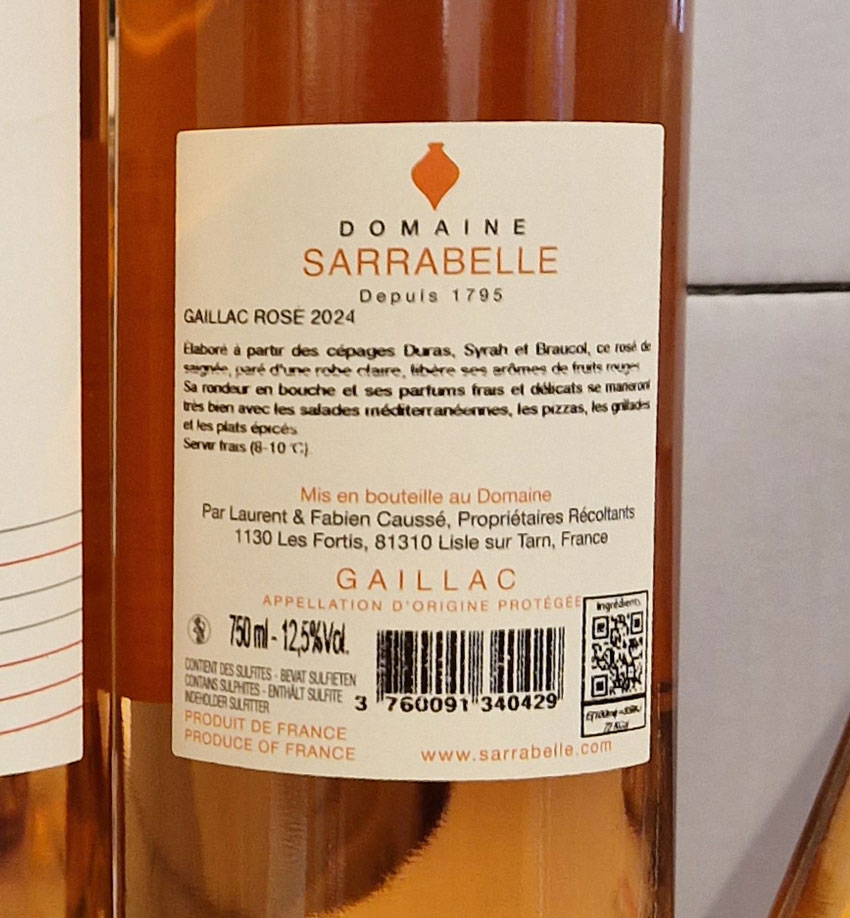 DOMAINE
SARRABELLE
Depuis 1795
GAILLAC ROSÉ 2024
Élaboré à partir des cépages Duras, Syrah et Braucol, ce rosé de
saignée, paré d'une robe claire, libère ses arômes de fruits rouges.
Sa rondeur en bouche et ses parfums frais et délicats se marieront
très bien avec les salades méditerranéennes, les pizzas, les grillades
et les plats épicés.
Servir frais (8-10 °C).
Mis en bouteille au Domaine
Par Laurent & Fabien Caussé, Propriétaires Récoltants
1130 Les Fortis, 81310 Lisle sur Tarn, France
GAILLAC
APPELLATION D'ORIGINE PROTÉGÉE
Ingrédients
750 ml - 12,5%Vol.
CONTIENT DES SULFITES - BEVAT SULFIETEN
CONTAINS SULPHITES - ENTHÄLT SULFITE
INDEHOLDER SULFITTER
3 760091 340429
PRODUIT DE FRANCE
PRODUCE OF FRANCE
www.sarrabelle.com